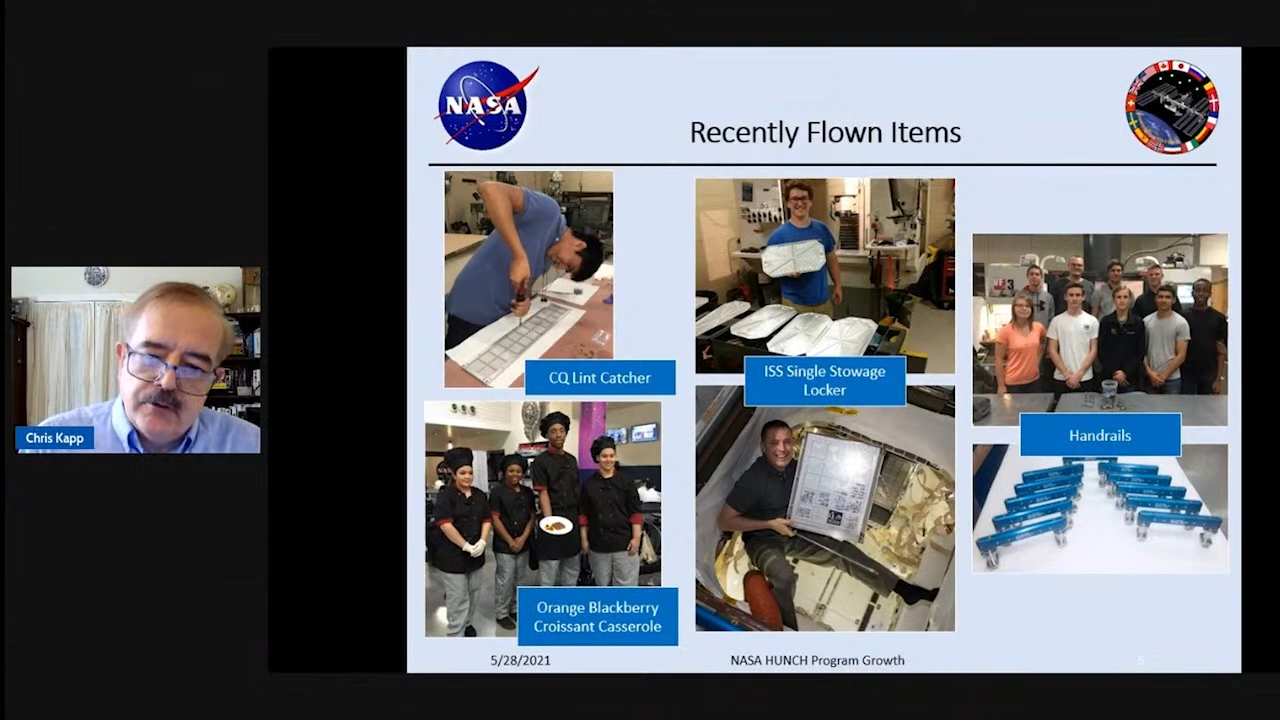 NASA
Recently Flown Items
CQ Lint Catcher
ISS Single Stowage
Locker
Handrails
Chris Kapp
Orange Blackberry
Croissant Casserole
5/28/2021
NASA HUNCH Program Growth
6